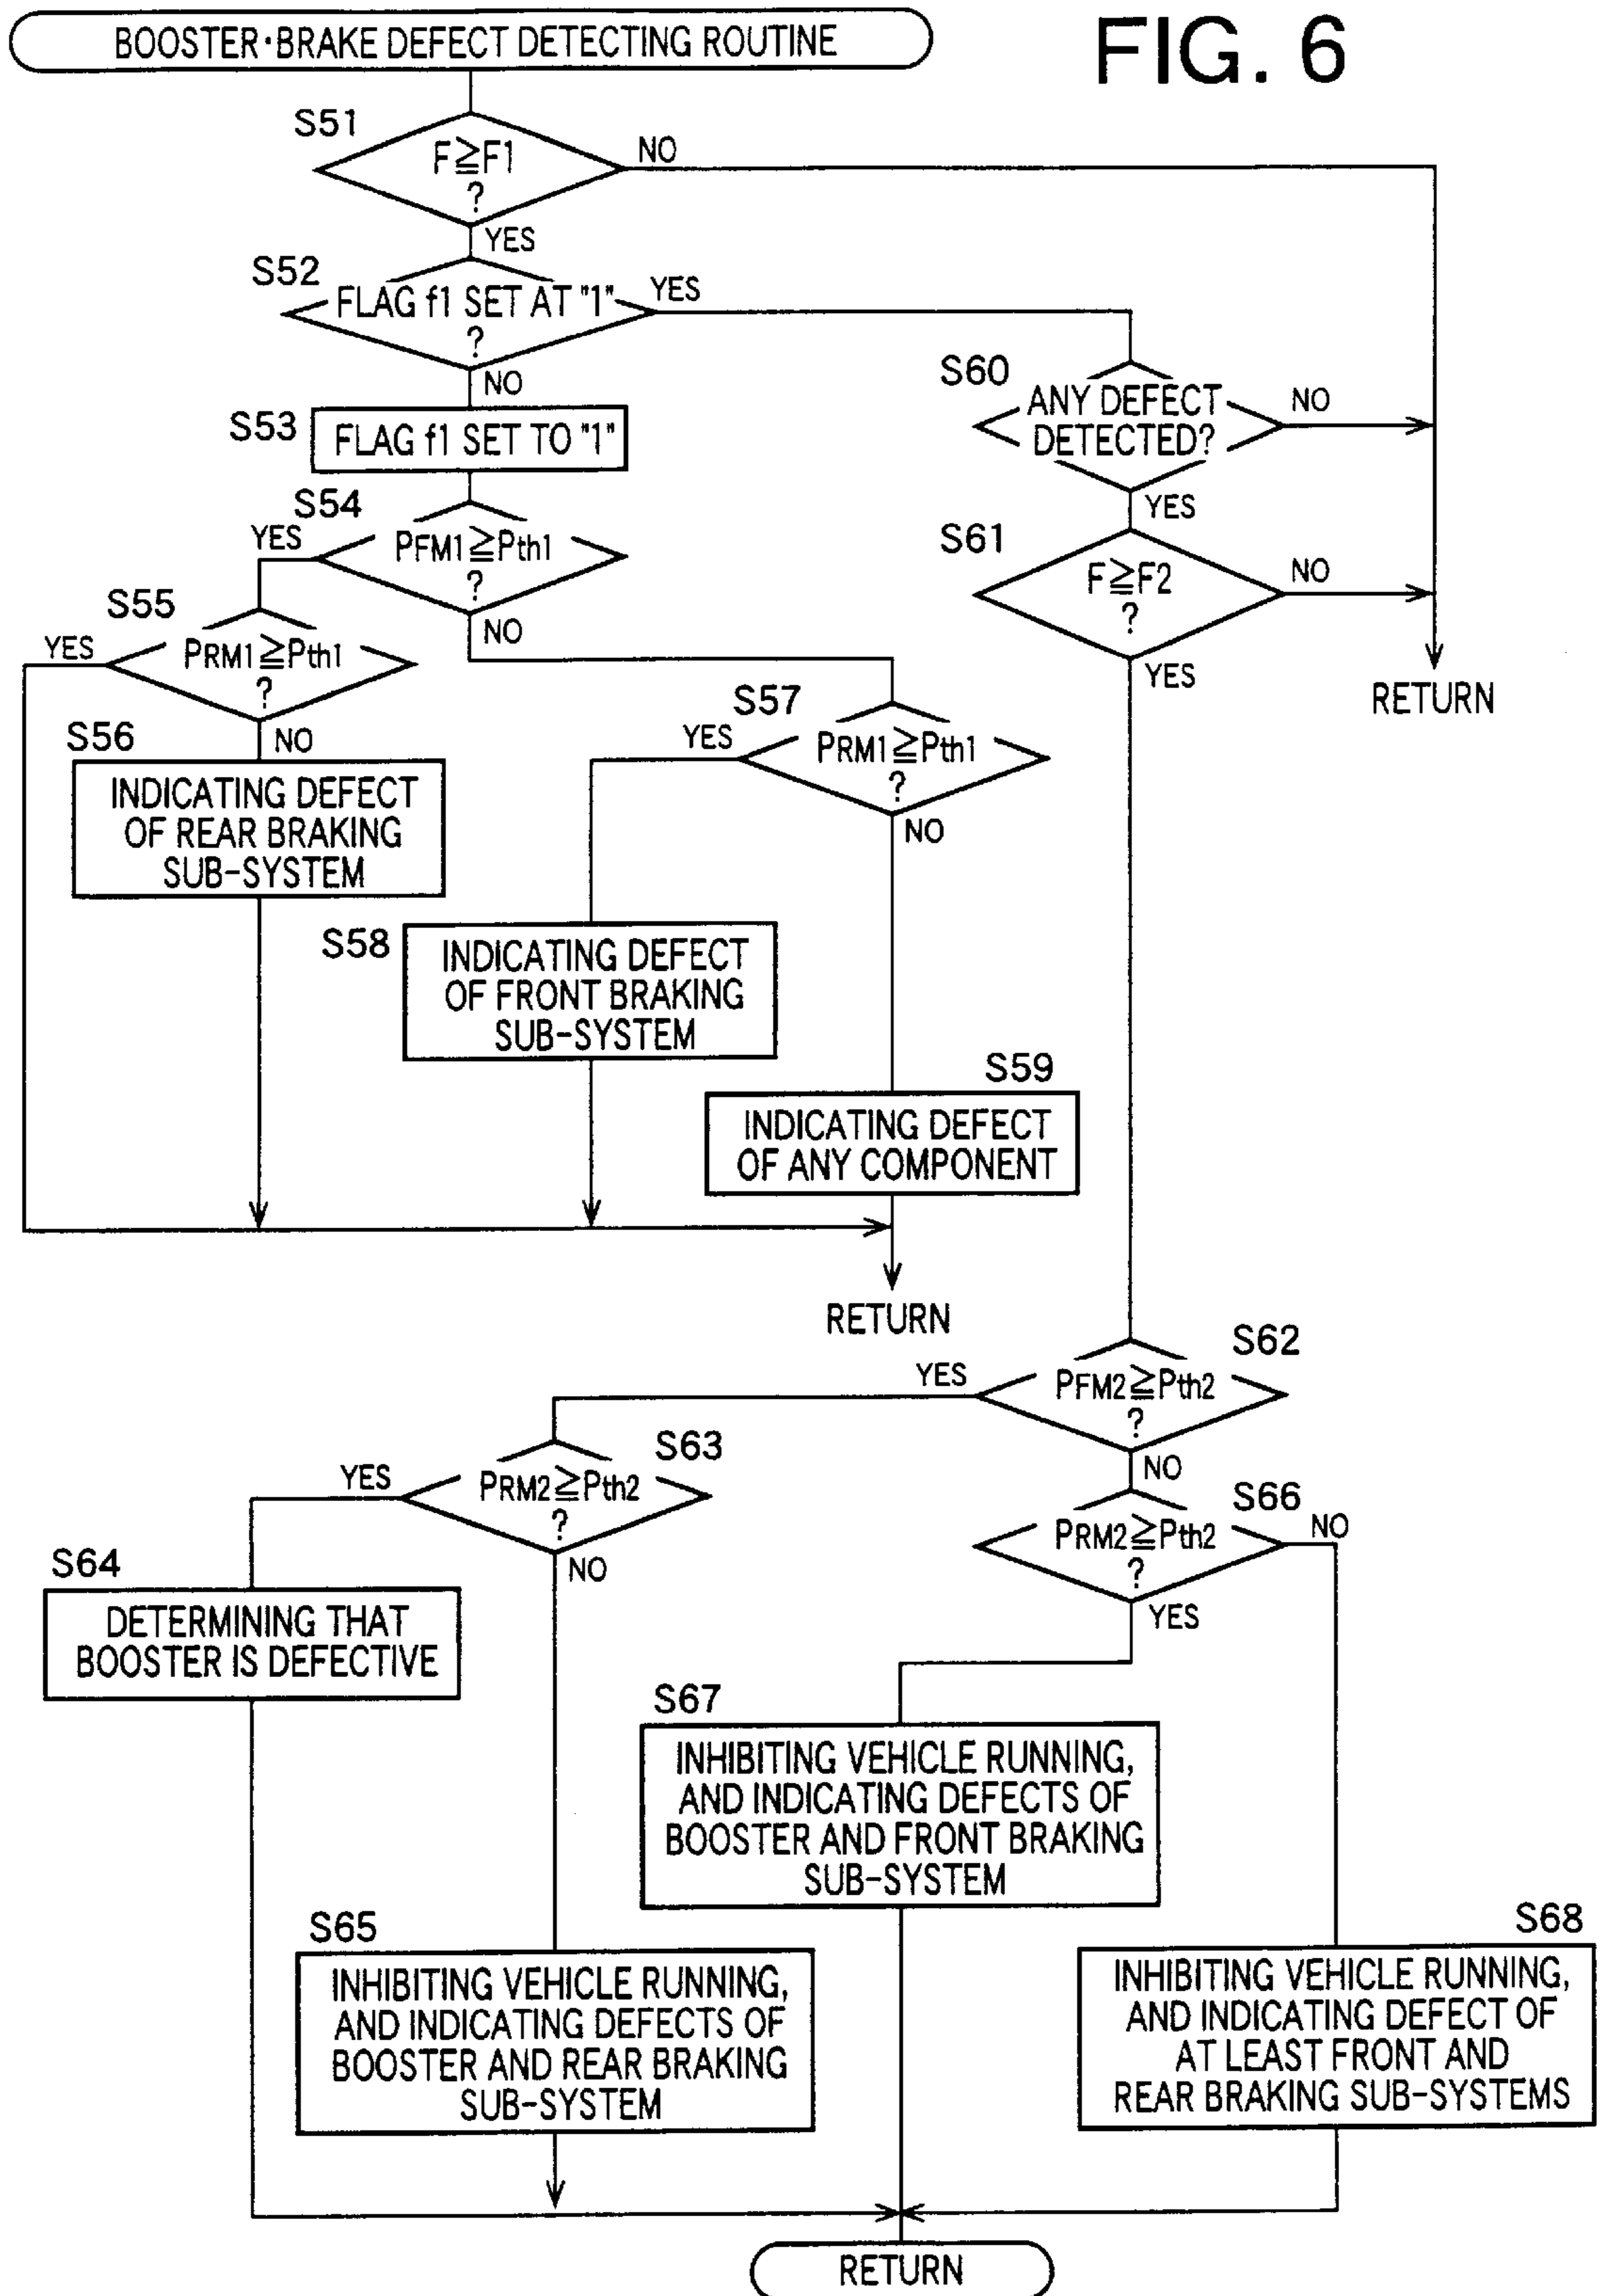 BOOSTER·BRAKE DEFECT DETECTING ROUTINE
FIG. 6
S51
F≧F1
?
NO
YES
S52
FLAG f1 SET AT "1"
?
YES
NO
S53
FLAG f1 SET TO "1"
S60
ANY DEFECT
DETECTED?
NO
YES
S54
YES
PFM1≧Pth1
?
NO
S61
F≧F2
?
NO
YES
RETURN
S55
YES
PRM1≧Pth1
?
NO
S56
INDICATING DEFECT
OF REAR BRAKING
SUB-SYSTEM
S57
YES
PRM1≧Pth1
?
NO
S58
INDICATING DEFECT
OF FRONT BRAKING
SUB-SYSTEM
S59
INDICATING DEFECT
OF ANY COMPONENT
RETURN
S62
YES
PFM2≧Pth2
?
NO
S63
YES
PRM2≧Pth2
?
NO
S66
PRM2≧Pth2
?
NO
YES
S64
DETERMINING THAT
BOOSTER IS DEFECTIVE
S67
INHIBITING VEHICLE RUNNING,
AND INDICATING DEFECTS OF
BOOSTER AND FRONT BRAKING
SUB-SYSTEM
S65
INHIBITING VEHICLE RUNNING,
AND INDICATING DEFECTS OF
BOOSTER AND REAR BRAKING
SUB-SYSTEM
S68
INHIBITING VEHICLE RUNNING,
AND INDICATING DEFECT OF
AT LEAST FRONT AND
REAR BRAKING SUB-SYSTEMS
RETURN